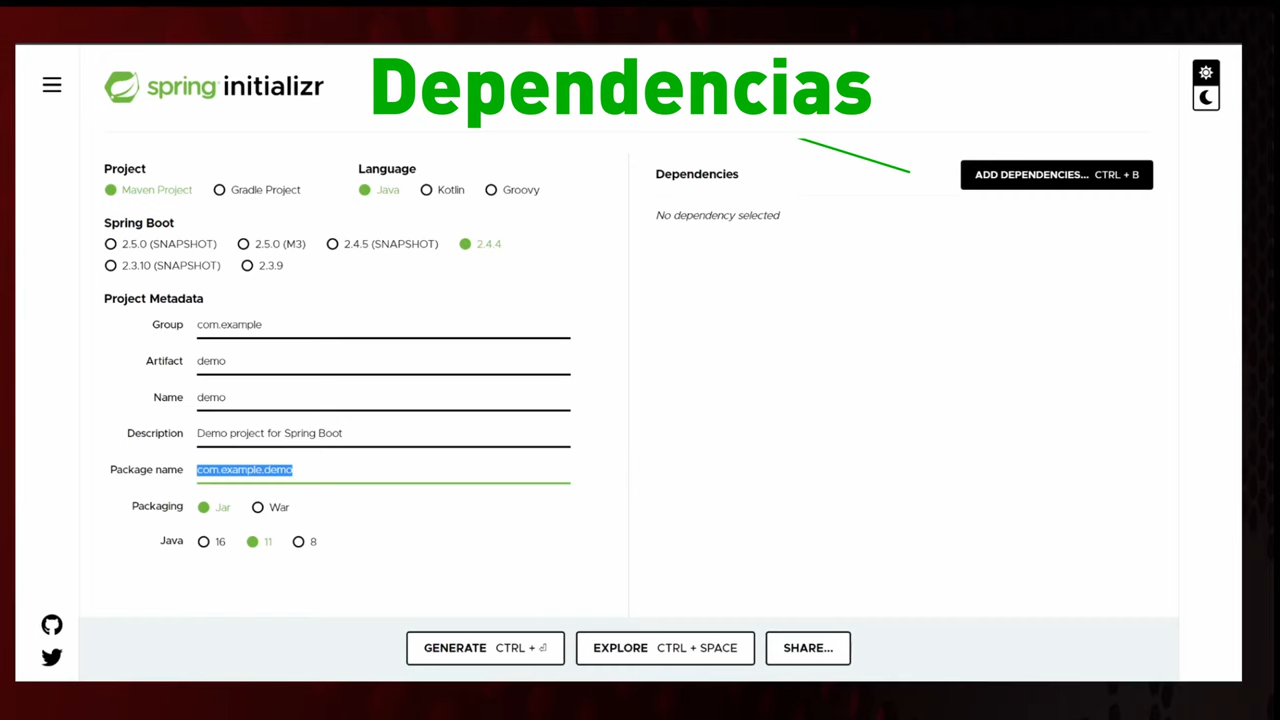 spring initializr
Dependencias
Project
Maven Project Gradle Project
Language
Java Kotlin Groovy
Spring Boot
2.5.0 (SNAPSHOT) 2.5.0 (M3) 2.4.5 (SNAPSHOT) 2.4.4
2.3.10 (SNAPSHOT) 2.3.9
Project Metadata
Group com.example
Artifact demo
Name demo
Description Demo project for Spring Boot
Package name com.example.demo
Packaging Jar War
Java 16 11 8
Dependencies
ADD DEPENDENCIES... CTRL + B
No dependency selected
GENERATE CTRL + ⏎
EXPLORE CTRL + SPACE
SHARE...